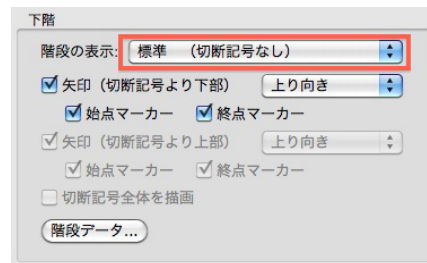 下階
階段の表示: 標準 （切断記号なし）
矢印（切断記号より下部） 上り向き
始点マーカー 終点マーカー
矢印（切断記号より上部） 上り向き
始点マーカー 終点マーカー
切断記号全体を描画
階段データ...